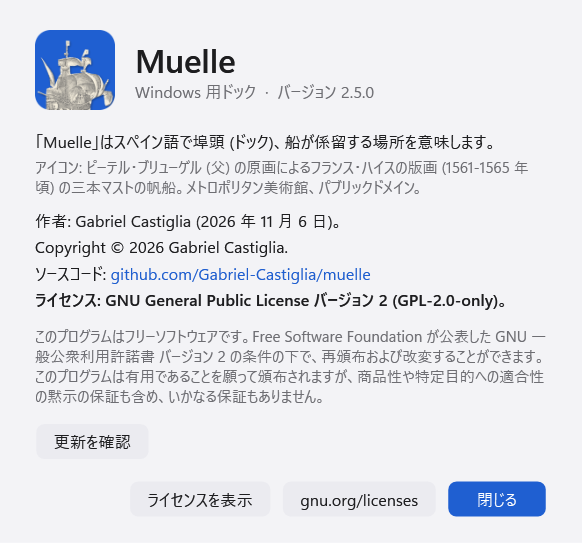 Muelle
Windows 用ドック · バージョン 2.5.0
「Muelle」はスペイン語で埠頭 (ドック)、船が係留する場所を意味します。
アイコン: ピーテル・ブリューゲル (父) の原画によるフランス・ハイスの版画 (1561-1565 年
頃) の三本マストの帆船。メトロポリタン美術館、パブリックドメイン。
作者: Gabriel Castiglia (2026 年 11 月 6 日)。
Copyright © 2026 Gabriel Castiglia.
ソースコード: github.com/Gabriel-Castiglia/muelle
ライセンス: GNU General Public License バージョン 2 (GPL-2.0-only)。
このプログラムはフリーソフトウェアです。Free Software Foundation が公表した GNU 一
般公衆利用許諾書 バージョン 2 の条件の下で、再頒布および改変することができます。
このプログラムは有用であることを願って頒布されますが、商品性や特定目的への適合性
の黙示の保証も含め、いかなる保証もありません。
更新を確認
ライセンスを表示
gnu.org/licenses
閉じる